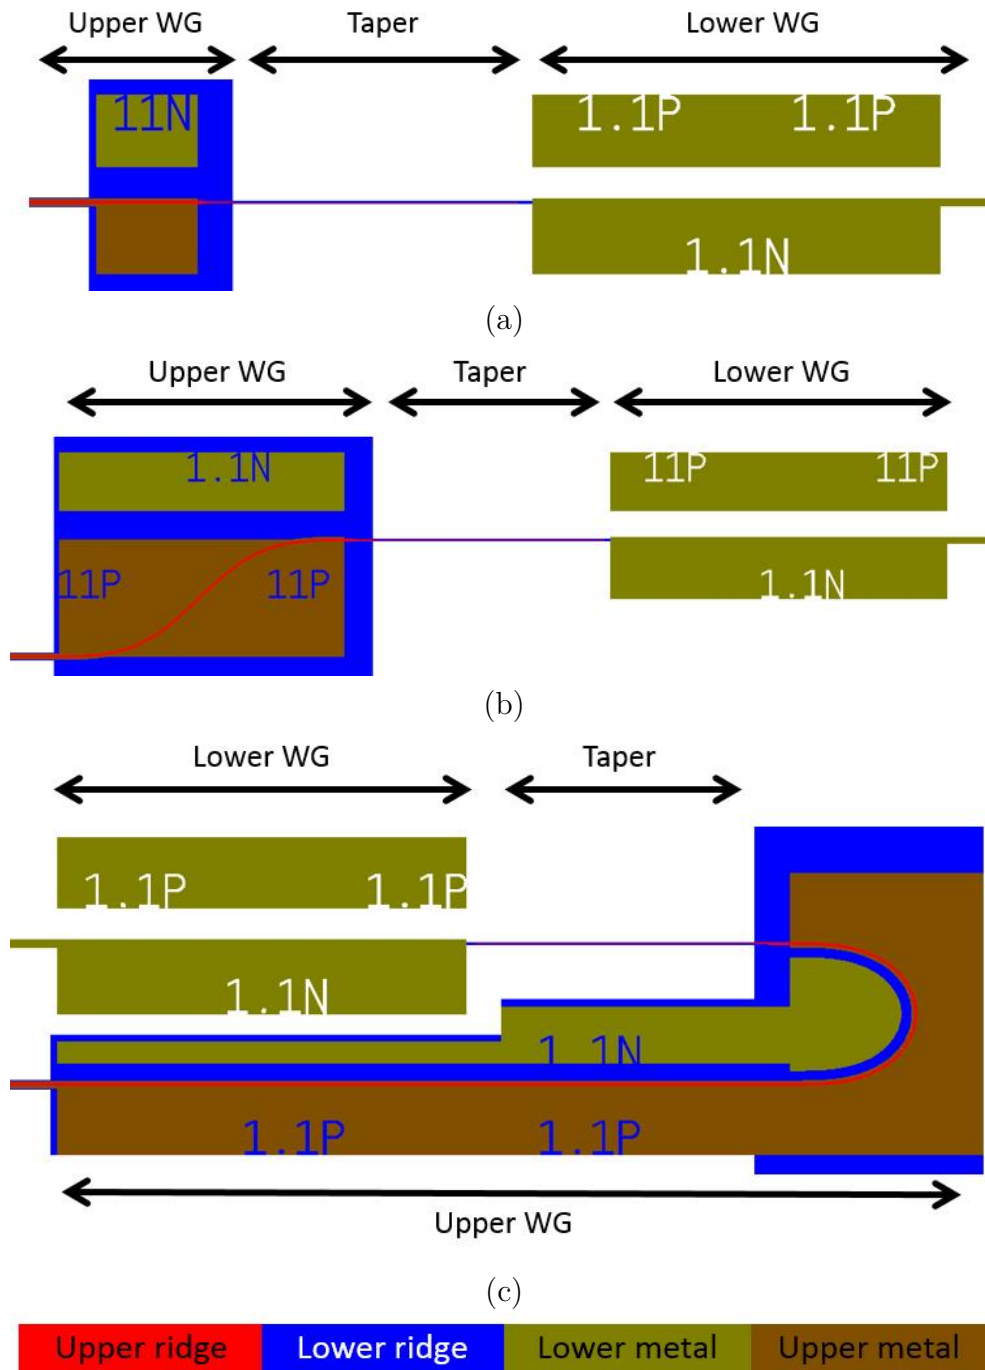 Upper WG Taper Lower WG
11N 1.1P 1.1P
1.1N
(a)
Upper WG Taper Lower WG
1.1N 11P 11P
11P 11P 1.1N
(b)
Lower WG Taper
1.1P 1.1P
1.1N
1.1N
1.1P 1.1P
Upper WG
(c)
Upper ridge Lower ridge Lower metal Upper metal